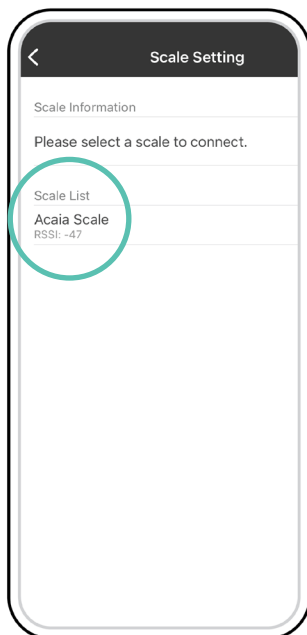 Scale Setting
Scale Information
Please select a scale to connect.
Scale List
Acaia Scale
RSSI: -47